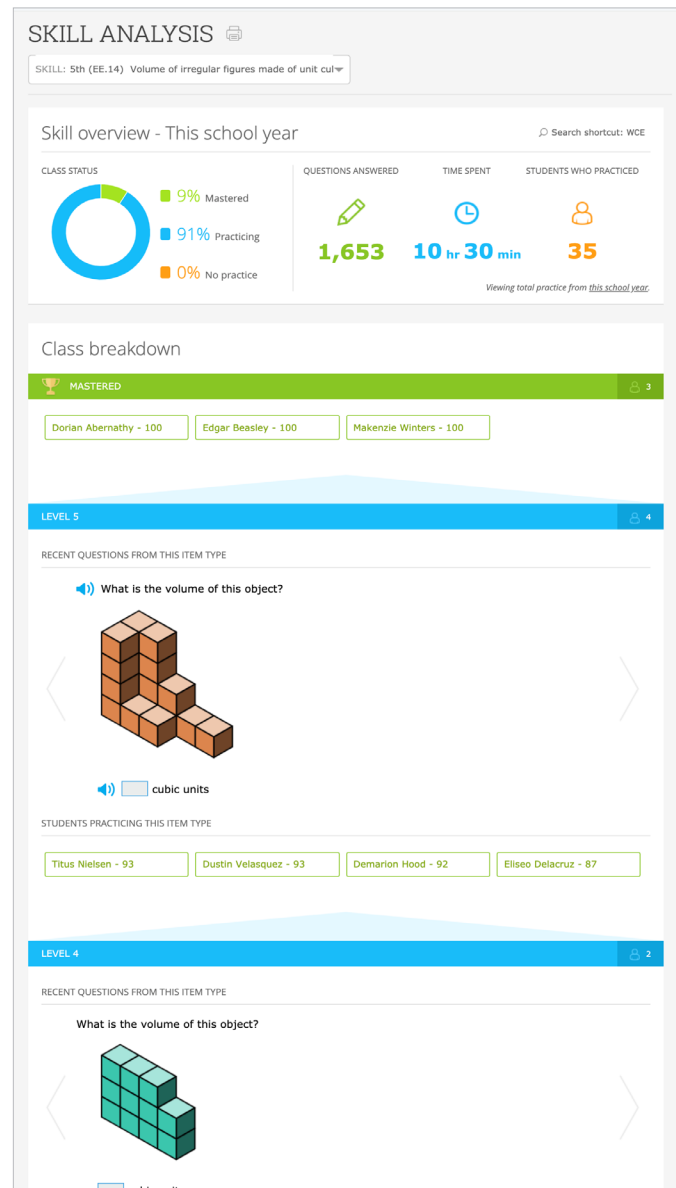 SKILL ANALYSIS
SKILL: 5th (EE.14) Volume of irregular figures made of unit cul
Skill overview - This school year
Search shortcut: WCE
CLASS STATUS
9% Mastered
91% Practicing
0% No practice
QUESTIONS ANSWERED
1,653
TIME SPENT
10 hr 30 min
STUDENTS WHO PRACTICED
35
Viewing total practice from this school year.
Class breakdown
MASTERED 3
Dorian Abernathy - 100 Edgar Beasley - 100 Makenzie Winters - 100
LEVEL 5 4
RECENT QUESTIONS FROM THIS ITEM TYPE
What is the volume of this object?
cubic units
STUDENTS PRACTICING THIS ITEM TYPE
Titus Nielsen - 93 Dustin Velasquez - 93 Demarion Hood - 92 Eliseo Delacruz - 87
LEVEL 4 2
RECENT QUESTIONS FROM THIS ITEM TYPE
What is the volume of this object?